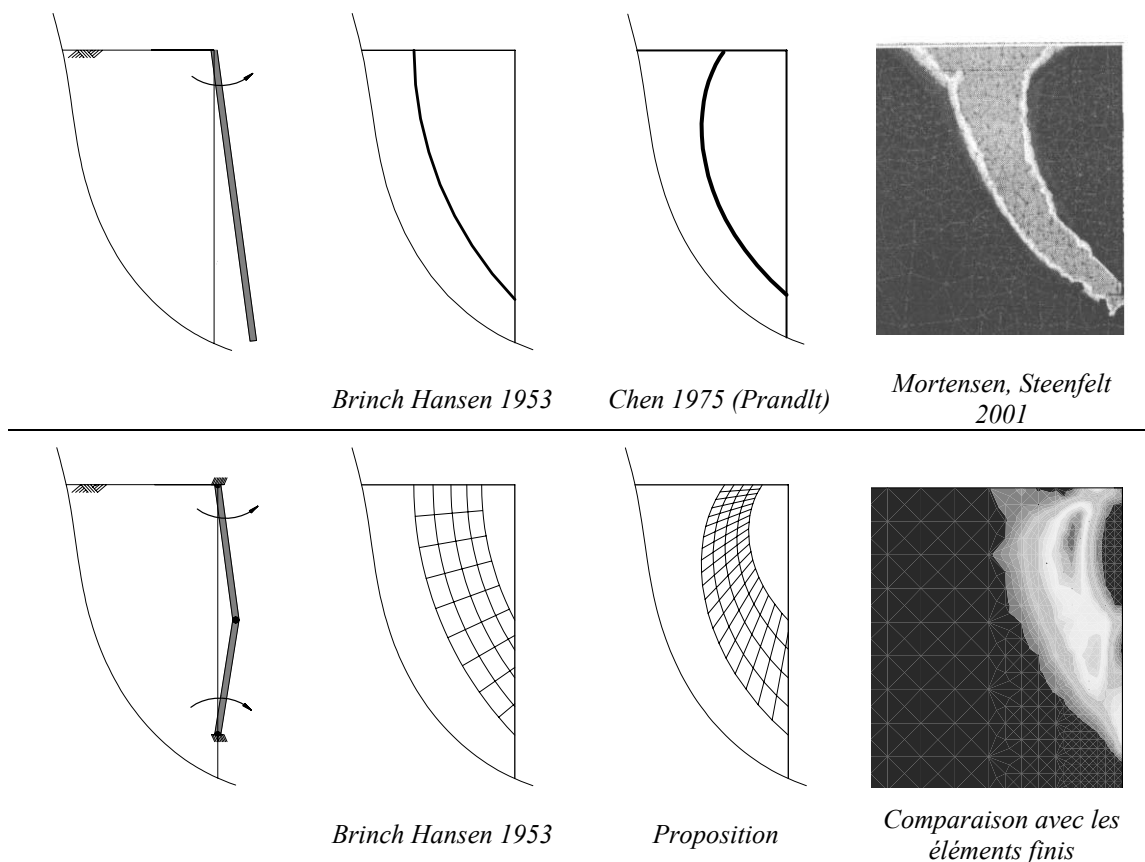 Brinch Hansen 1953
Chen 1975 (Prandlt)
Mortensen, Steenfelt
2001
Brinch Hansen 1953
Proposition
Comparaison avec les
éléments finis